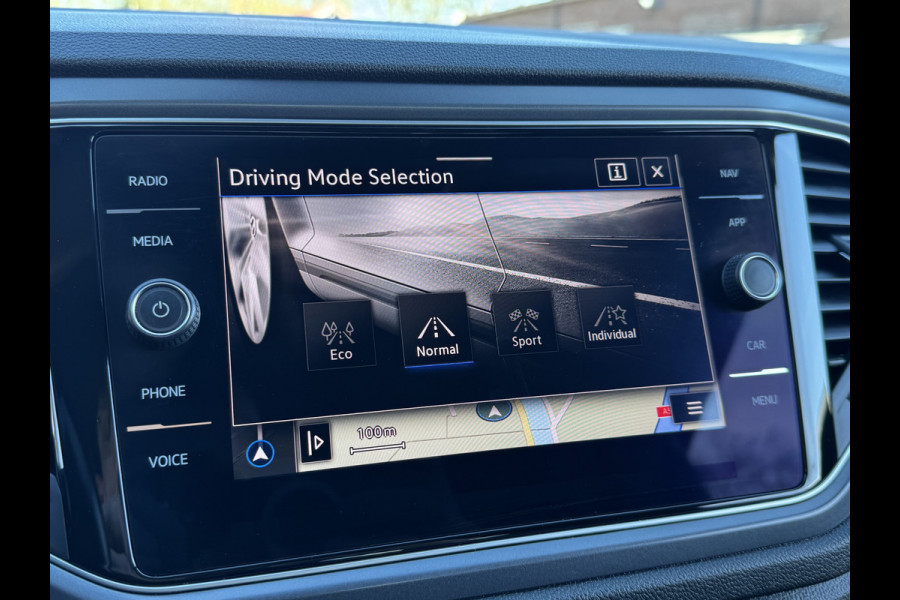 RADIO
MEDIA
PHONE
VOICE
Driving Mode Selection
i
X
Eco
Normal
Sport
Individual
100m
NAV
APP
CAR
MENU